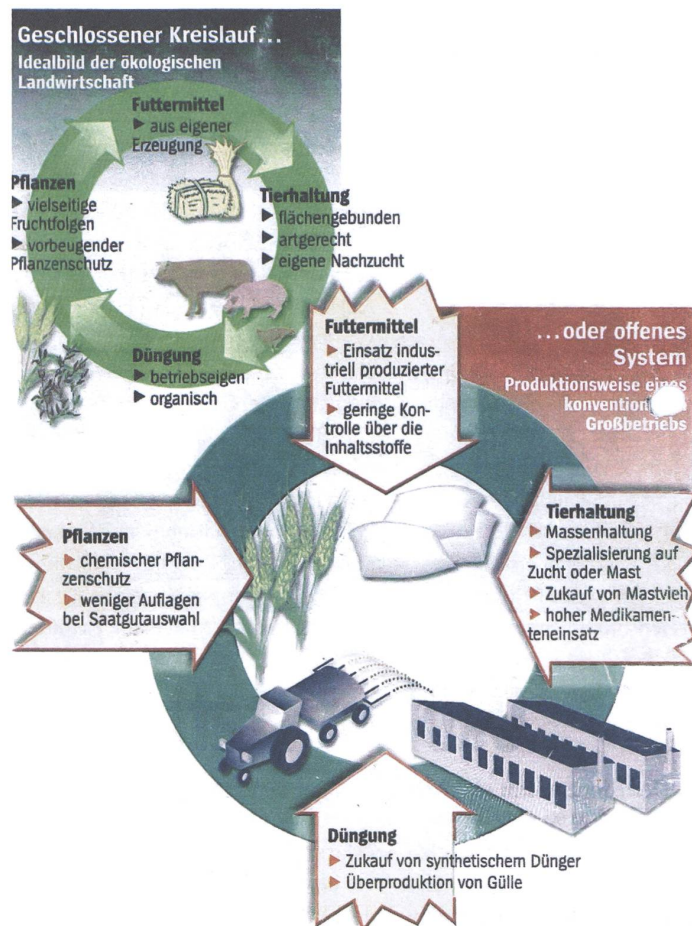 Geschlossener Kreislauf...
Idealbild der ökologischen
Landwirtschaft
Futtermittel
▶ aus eigener
Erzeugung
Pflanzen
▶ vielseitige
Fruchtfolgen
▶ vorbeugender
Pflanzenschutz
Tierhaltung
▶ flächengebunden
▶ artgerecht
▶ eigene Nachzucht
Düngung
▶ betriebseigen
▶ organisch
...oder offenes
System
Produktionsweise eines
konvention
Großbetriebs
Futtermittel
▶ Einsatz indus-
triell produzierter
Futtermittel
▶ geringe Kon-
trolle über die
Inhaltsstoffe
Pflanzen
▶ chemischer Pflan-
zenschutz
▶ weniger Auflagen
bei Saatgutauswahl
Tierhaltung
▶ Massenhaltung
▶ Spezialisierung auf
Zucht oder Mast
▶ Zukauf von Mastvieh
▶ hoher Medikamen-
teneinsatz
Düngung
▶ Zukauf von synthetischem Dünger
▶ Überproduktion von Gülle